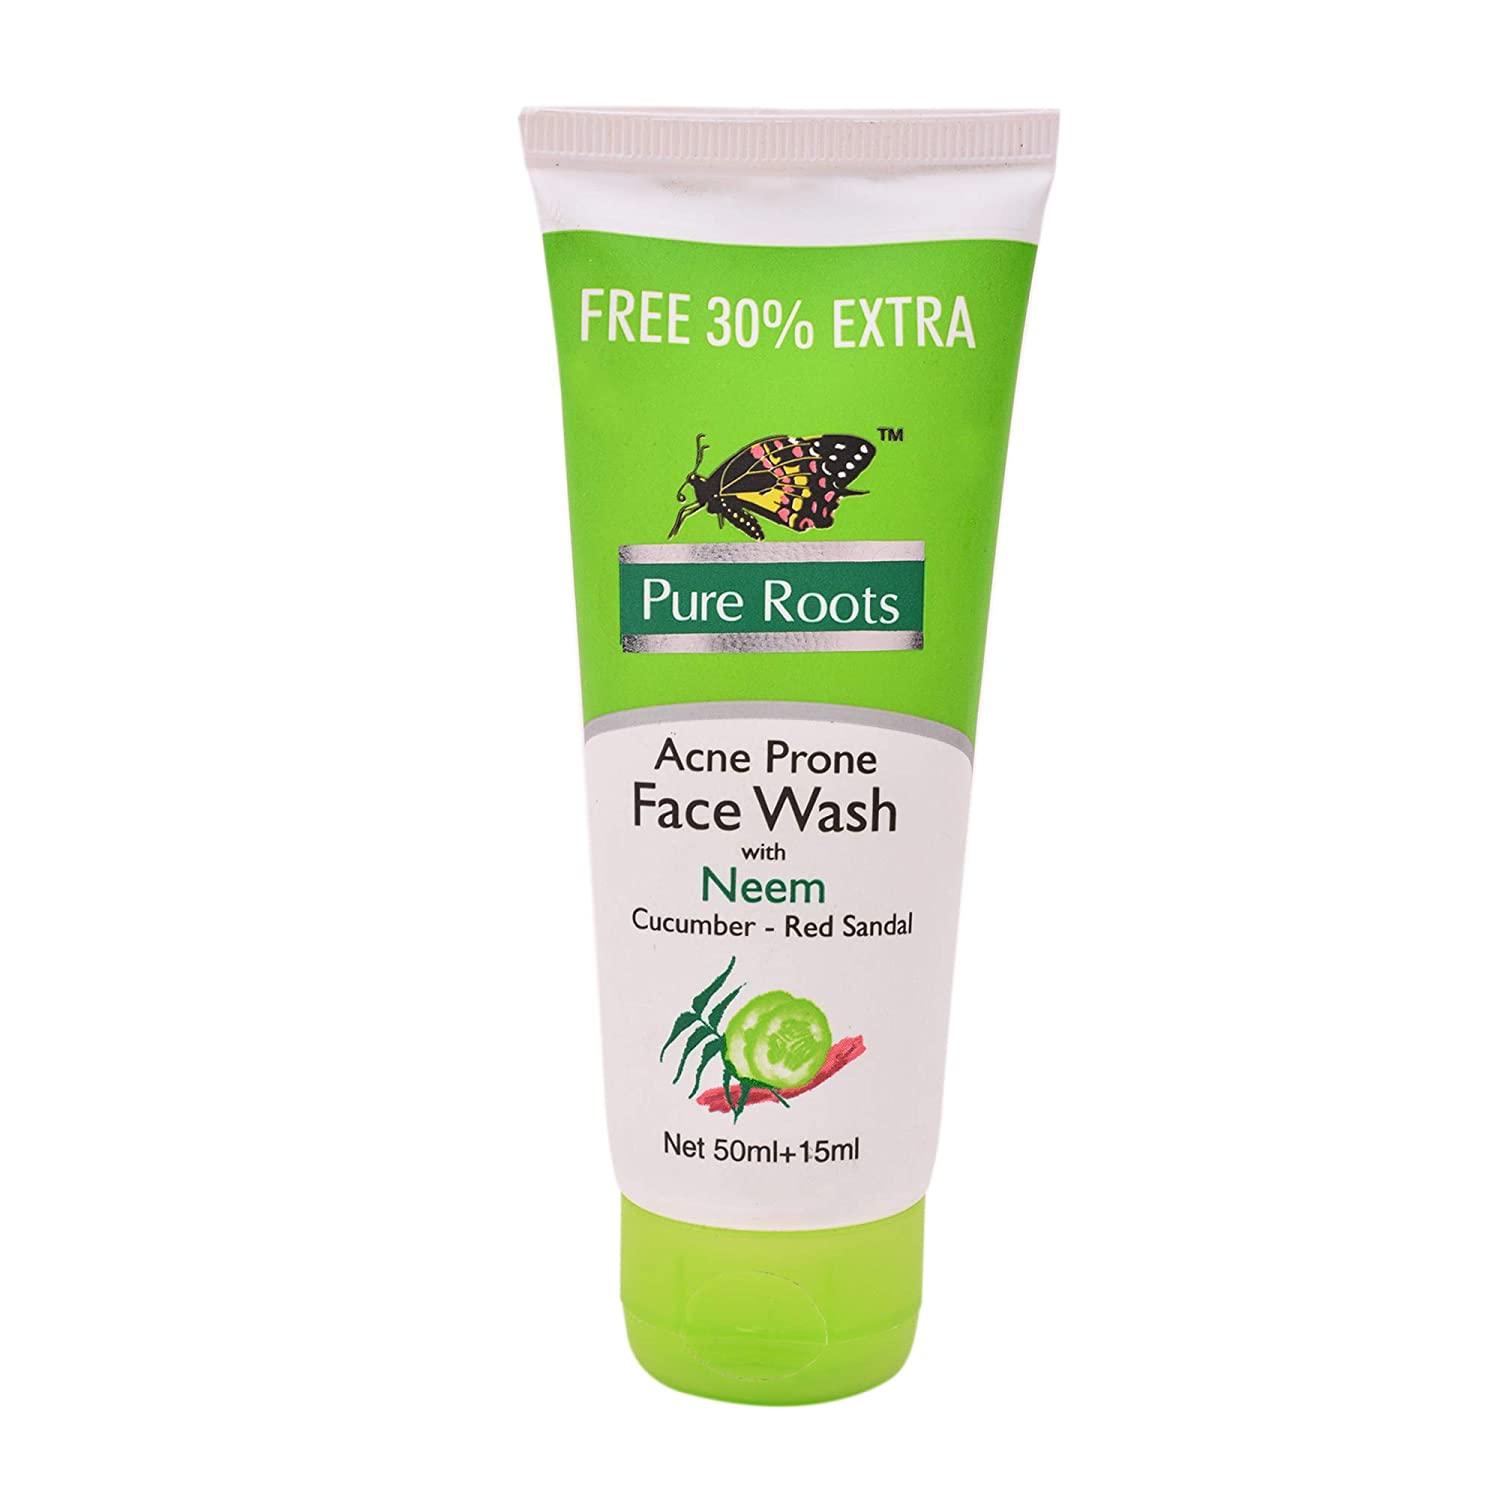 FREE 30% EXTRA
TM
Pure Roots
Acne Prone
Face Wash
with
Neem
Cucumber - Red Sandal
Net 50ml+15ml